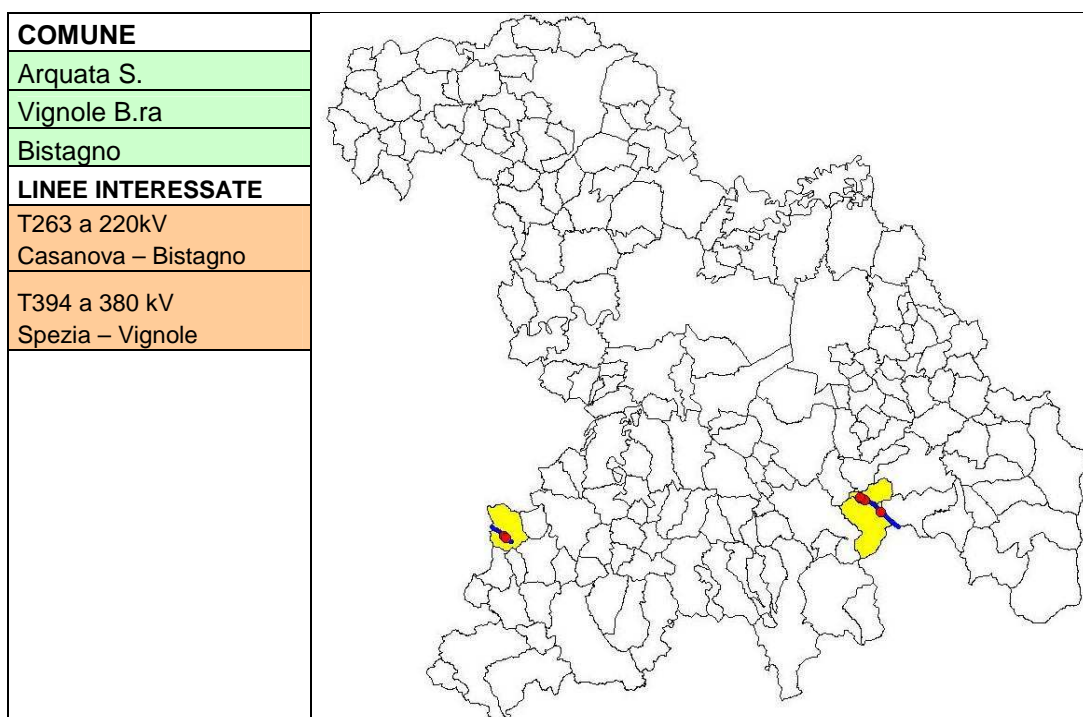 COMUNE
Arquata S.
Vignole B.ra
Bistagno
LINEE INTERESSATE
T263 a 220kV
Casanova – Bistagno
T394 a 380 kV
Spezia – Vignole